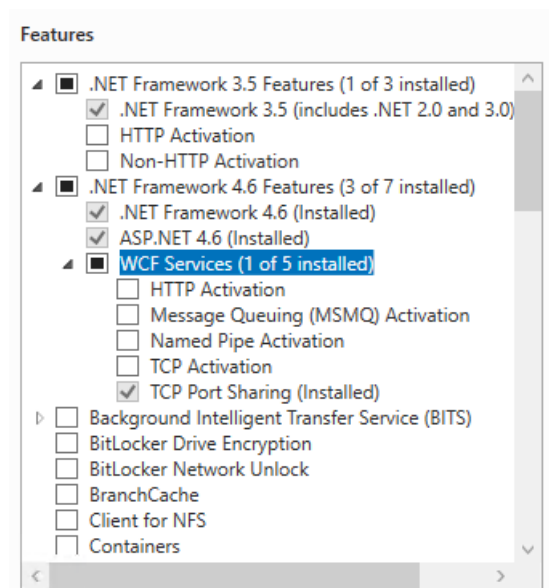 Features
.NET Framework 3.5 Features (1 of 3 installed)
.NET Framework 3.5 (includes .NET 2.0 and 3.0)
HTTP Activation
Non-HTTP Activation
.NET Framework 4.6 Features (3 of 7 installed)
.NET Framework 4.6 (Installed)
ASP.NET 4.6 (Installed)
WCF Services (1 of 5 installed)
HTTP Activation
Message Queuing (MSMQ) Activation
Named Pipe Activation
TCP Activation
TCP Port Sharing (Installed)
Background Intelligent Transfer Service (BITS)
BitLocker Drive Encryption
BitLocker Network Unlock
BranchCache
Client for NFS
Containers